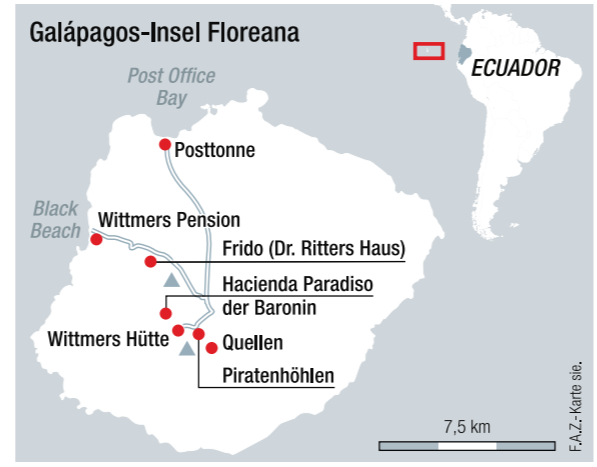 Galápagos-Insel Floreana
ECUADOR
Post Office
Bay
Posttonne
Black
Beach
Wittmers Pension
Frido (Dr. Ritters Haus)
Hacienda Paradiso
der Baronin
Wittmers Hütte
Quellen
Piratenhöhlen
7,5 km
F.A.Z.-Karte sie.